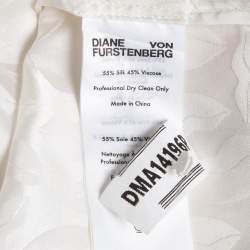 DIANE VON
FURSTENBERG
55% Silk 45% Viscose
Professional Dry Clean Only
Made in China
55% Soie 45%
Nettoyage
DMA14196